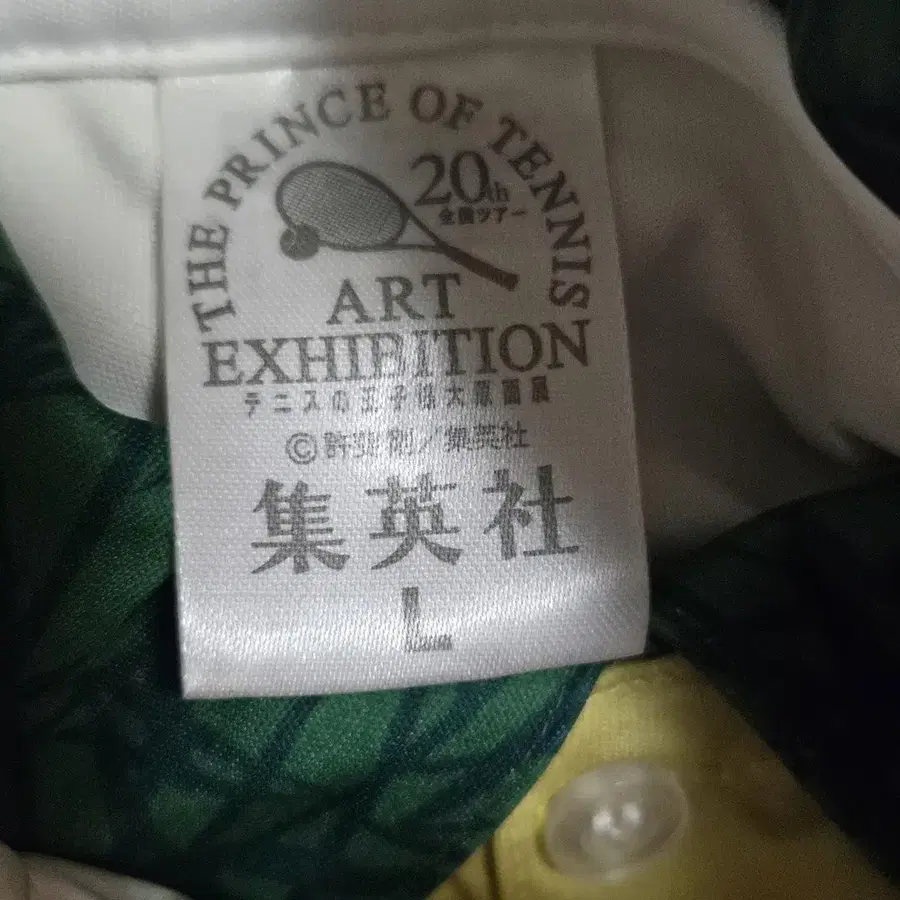 THE PRINCE OF TENNIS
20th
全国ツアー
ART
EXHIBITION
テニスの王子様大原画展
©許斐 剛/集英社
集英社
L